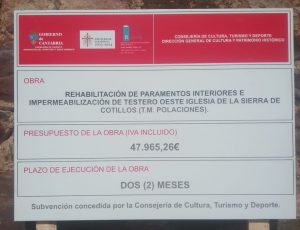 GOBIERNO
de
CANTABRIA
CONSEJERÍA DE CULTURA, TURISMO Y DEPORTE
DIRECCIÓN GENERAL DE CULTURA Y PATRIMONIO HISTÓRICO
OBRA
REHABILITACIÓN DE PARAMENTOS INTERIORES E
IMPERMEABILIZACIÓN DE TESTERO OESTE IGLESIA DE LA SIERRA DE
COTILLOS (T.M. POLACIONES).
PRESUPUESTO DE LA OBRA (IVA INCLUIDO)
47.965,26€
PLAZO DE EJECUCIÓN DE LA OBRA
DOS (2) MESES
Subvención concedida por la Consejería de Cultura, Turismo y Deporte.